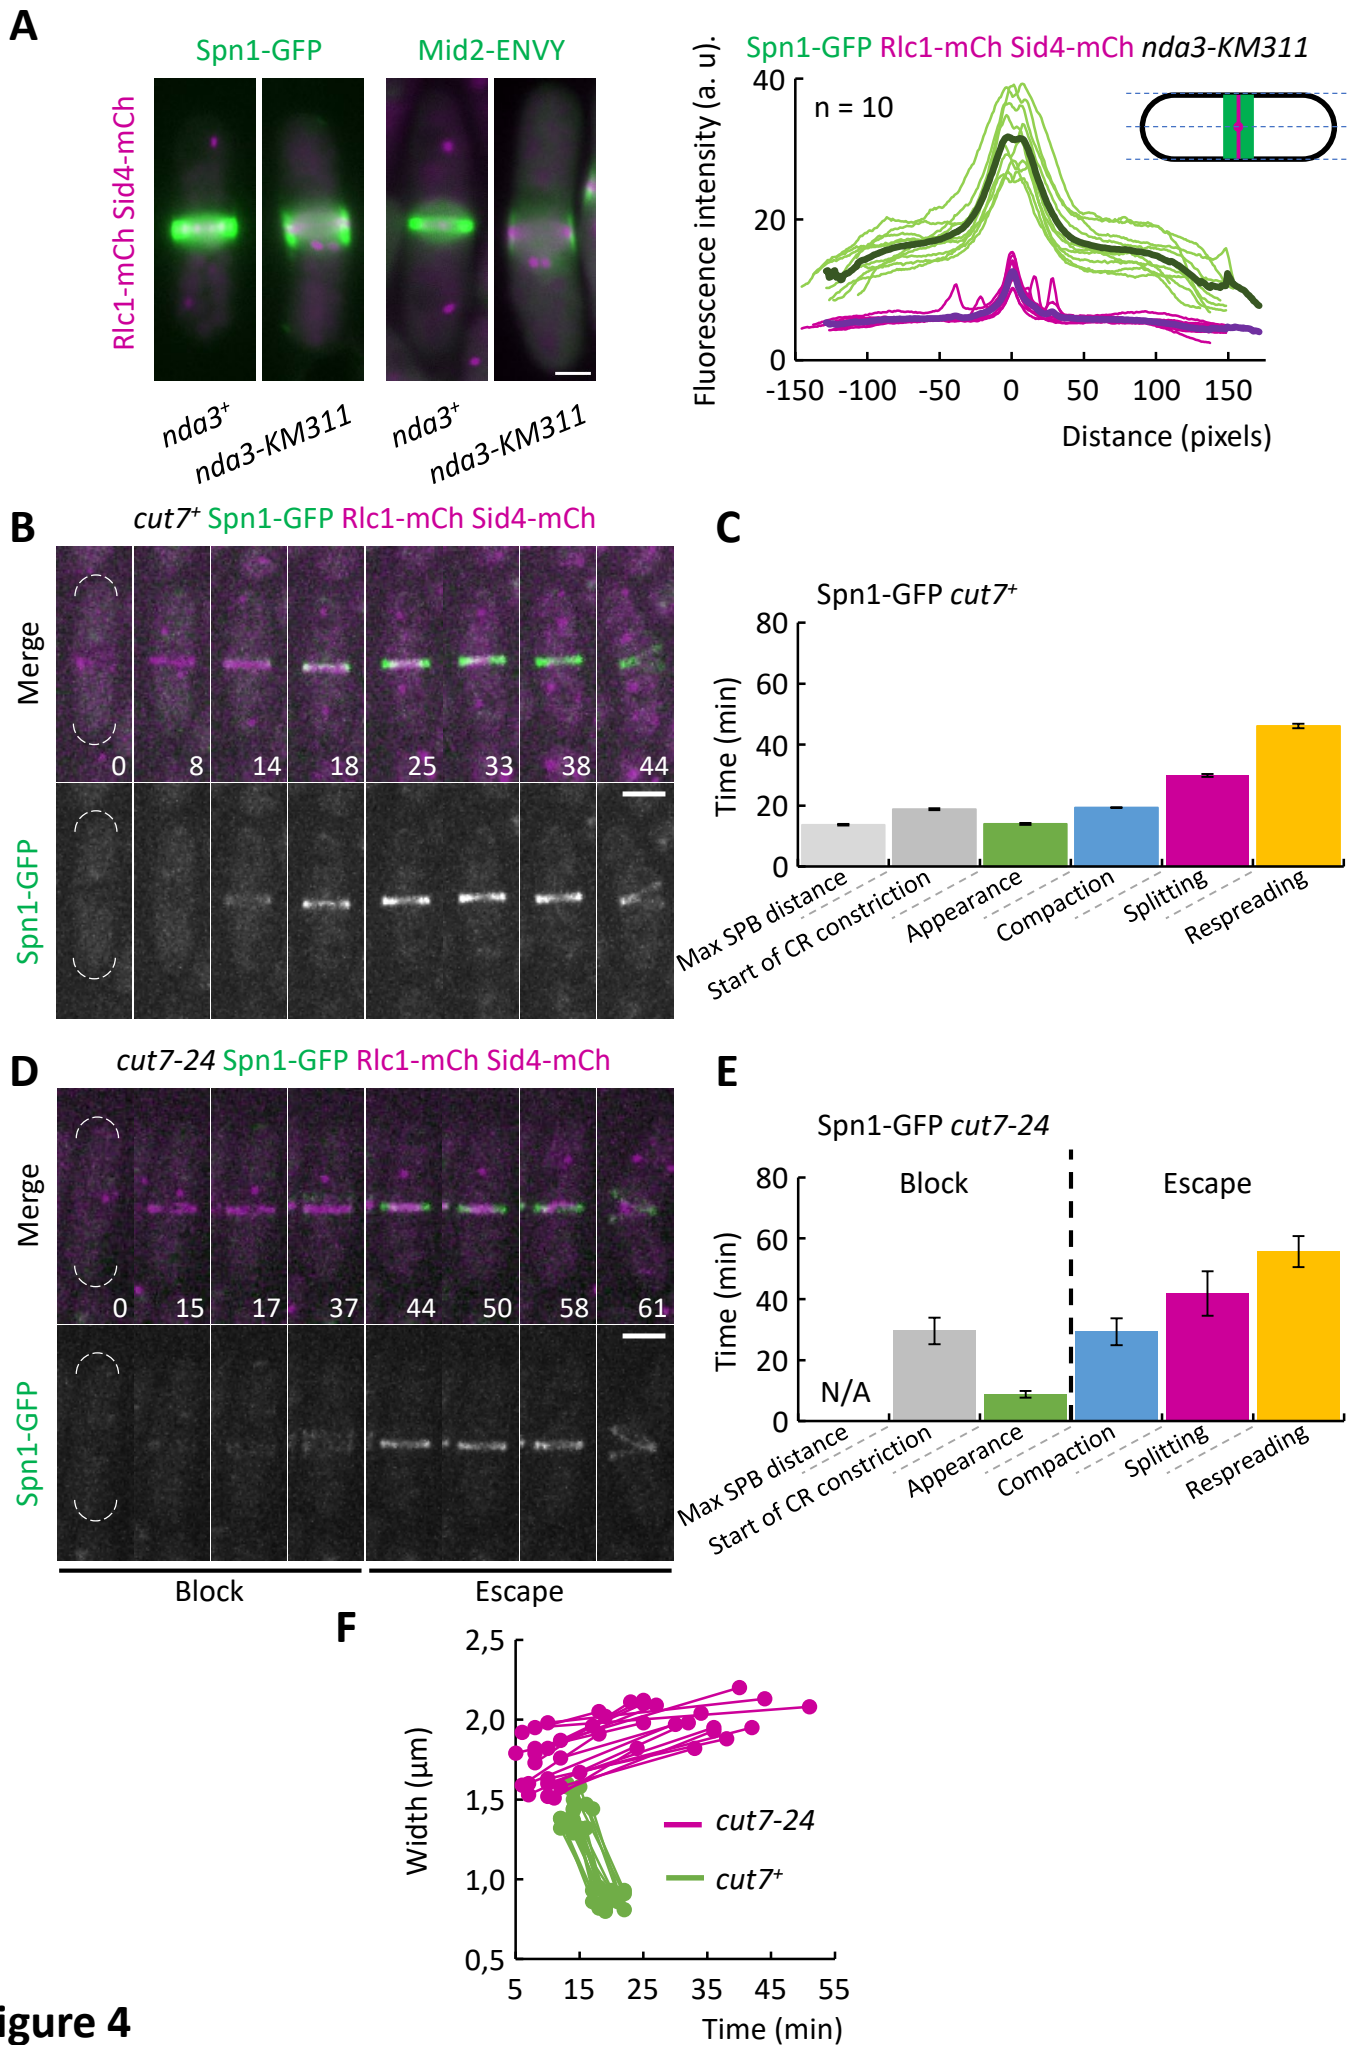 A
Spn1-GFP
Mid2-ENVY
Rlc1-mCh Sid4-mCh
nda3+
nda3-KM311
nda3+
nda3-KM311
Spn1-GFP Rlc1-mCh Sid4-mCh nda3-KM311
Fluorescence intensity (a. u).
n = 10
40
20
0
-150 -100 -50 0 50 100 150
Distance (pixels)
B
cut7+ Spn1-GFP Rlc1-mCh Sid4-mCh
Merge
0 8 14 18 25 33 38 44
Spn1-GFP
C
Spn1-GFP cut7+
Time (min)
80
60
40
20
0
Max SPB distance
Start of CR constriction
Appearance
Compaction
Splitting
Respreading
D
cut7-24 Spn1-GFP Rlc1-mCh Sid4-mCh
Merge
0 15 17 37 44 50 58 61
Spn1-GFP
Block
Escape
E
Spn1-GFP cut7-24
Block
Escape
Time (min)
80
60
40
20
0
N/A
Max SPB distance
Start of CR constriction
Appearance
Compaction
Splitting
Respreading
F
Width (µm)
2,5
2,0
1,5
1,0
0,5
cut7-24
cut7+
5 15 25 35 45 55
Time (min)
igure 4